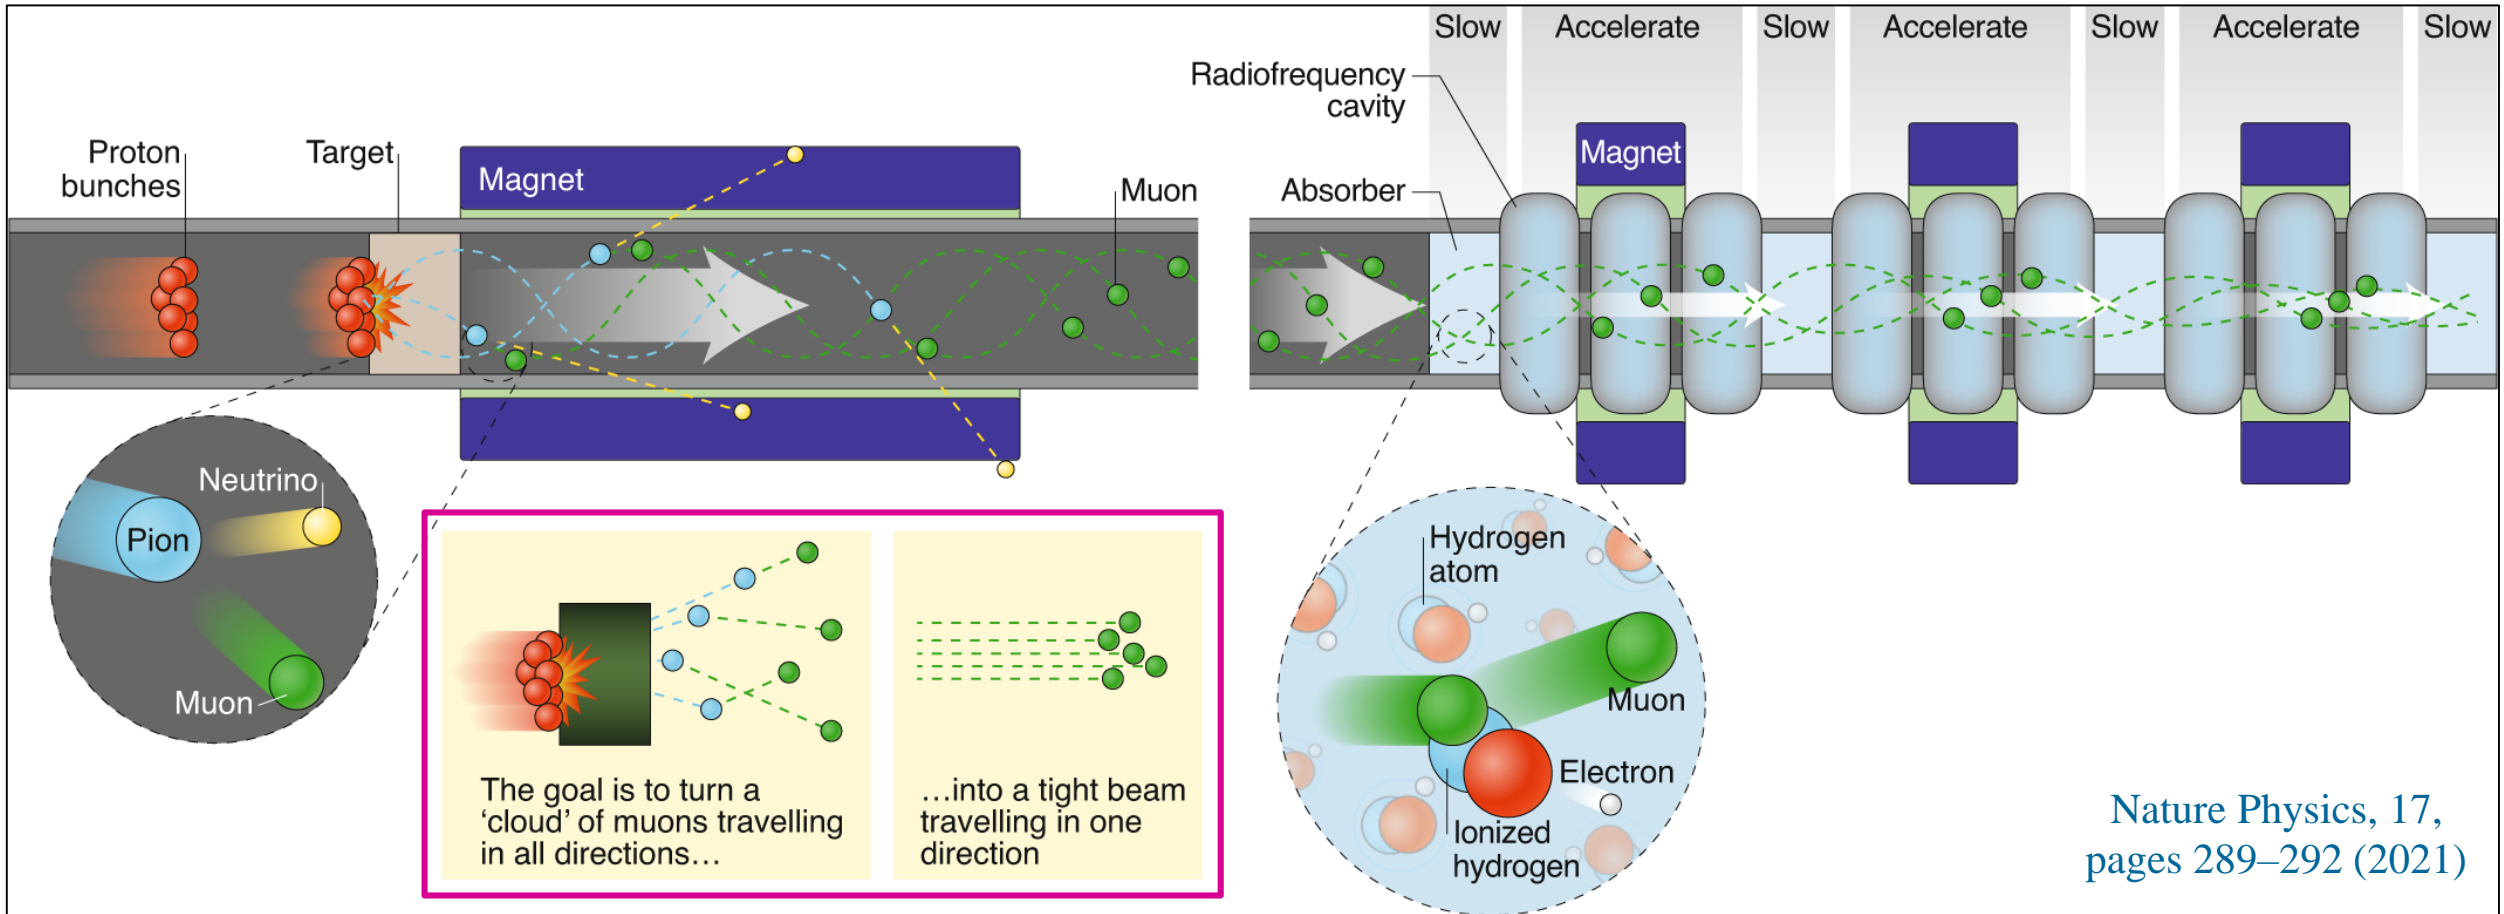 Slow
Accelerate
Slow
Accelerate
Slow
Accelerate
Slow
Radiofrequency
cavity
Proton
bunches
Target
Magnet
Muon
Absorber
Magnet
Neutrino
Pion
Muon
The goal is to turn a
‘cloud’ of muons travelling
in all directions…
…into a tight beam
travelling in one
direction
Hydrogen
atom
Muon
Electron
Ionized
hydrogen
Nature Physics, 17,
pages 289–292 (2021)